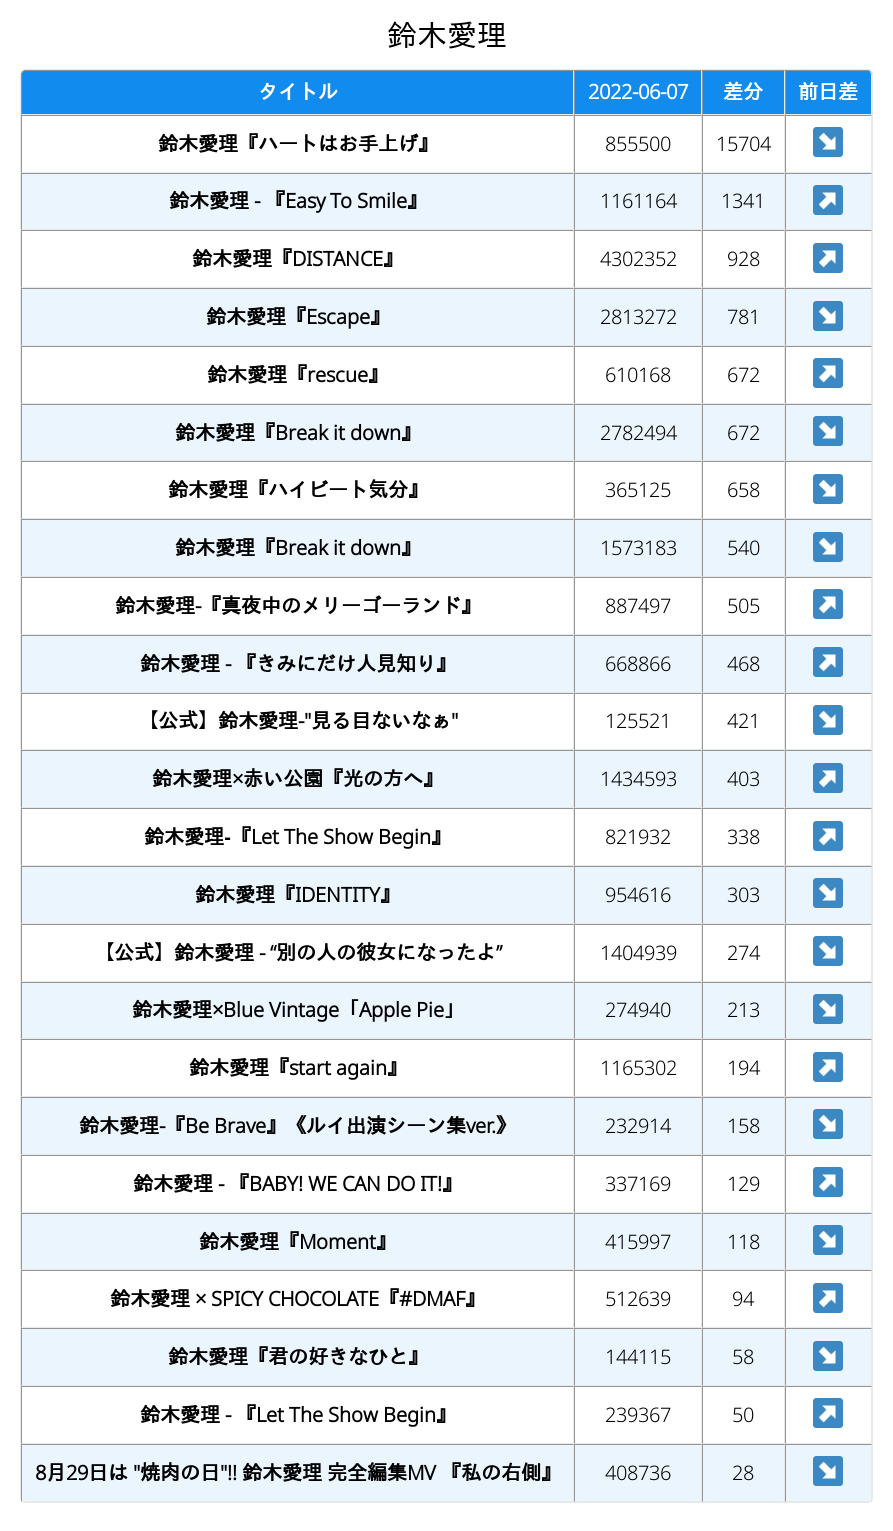 鈴木愛理
タイトル 2022-06-07 差分 前日差
鈴木愛理『ハートはお手上げ』 855500 15704 ↘
鈴木愛理 - 『Easy To Smile』 1161164 1341 ↗
鈴木愛理『DISTANCE』 4302352 928 ↗
鈴木愛理『Escape』 2813272 781 ↘
鈴木愛理『rescue』 610168 672 ↗
鈴木愛理『Break it down』 2782494 672 ↘
鈴木愛理『ハイビート気分』 365125 658 ↘
鈴木愛理『Break it down』 1573183 540 ↘
鈴木愛理-『真夜中のメリーゴーランド』 887497 505 ↗
鈴木愛理 - 『きみにだけ人見知り』 668866 468 ↗
【公式】鈴木愛理-"見る目ないなぁ" 125521 421 ↘
鈴木愛理×赤い公園『光の方へ』 1434593 403 ↗
鈴木愛理-『Let The Show Begin』 821932 338 ↗
鈴木愛理『IDENTITY』 954616 303 ↘
【公式】鈴木愛理 - “別の人の彼女になったよ” 1404939 274 ↘
鈴木愛理×Blue Vintage「Apple Pie」 274940 213 ↘
鈴木愛理『start again』 1165302 194 ↗
鈴木愛理-『Be Brave』《ルイ出演シーン集ver.》 232914 158 ↘
鈴木愛理 - 『BABY! WE CAN DO IT!』 337169 129 ↗
鈴木愛理『Moment』 415997 118 ↘
鈴木愛理 × SPICY CHOCOLATE『#DMAF』 512639 94 ↗
鈴木愛理『君の好きなひと』 144115 58 ↘
鈴木愛理 - 『Let The Show Begin』 239367 50 ↗
8月29日は "焼肉の日"!! 鈴木愛理 完全編集MV 『私の右側』 408736 28 ↘